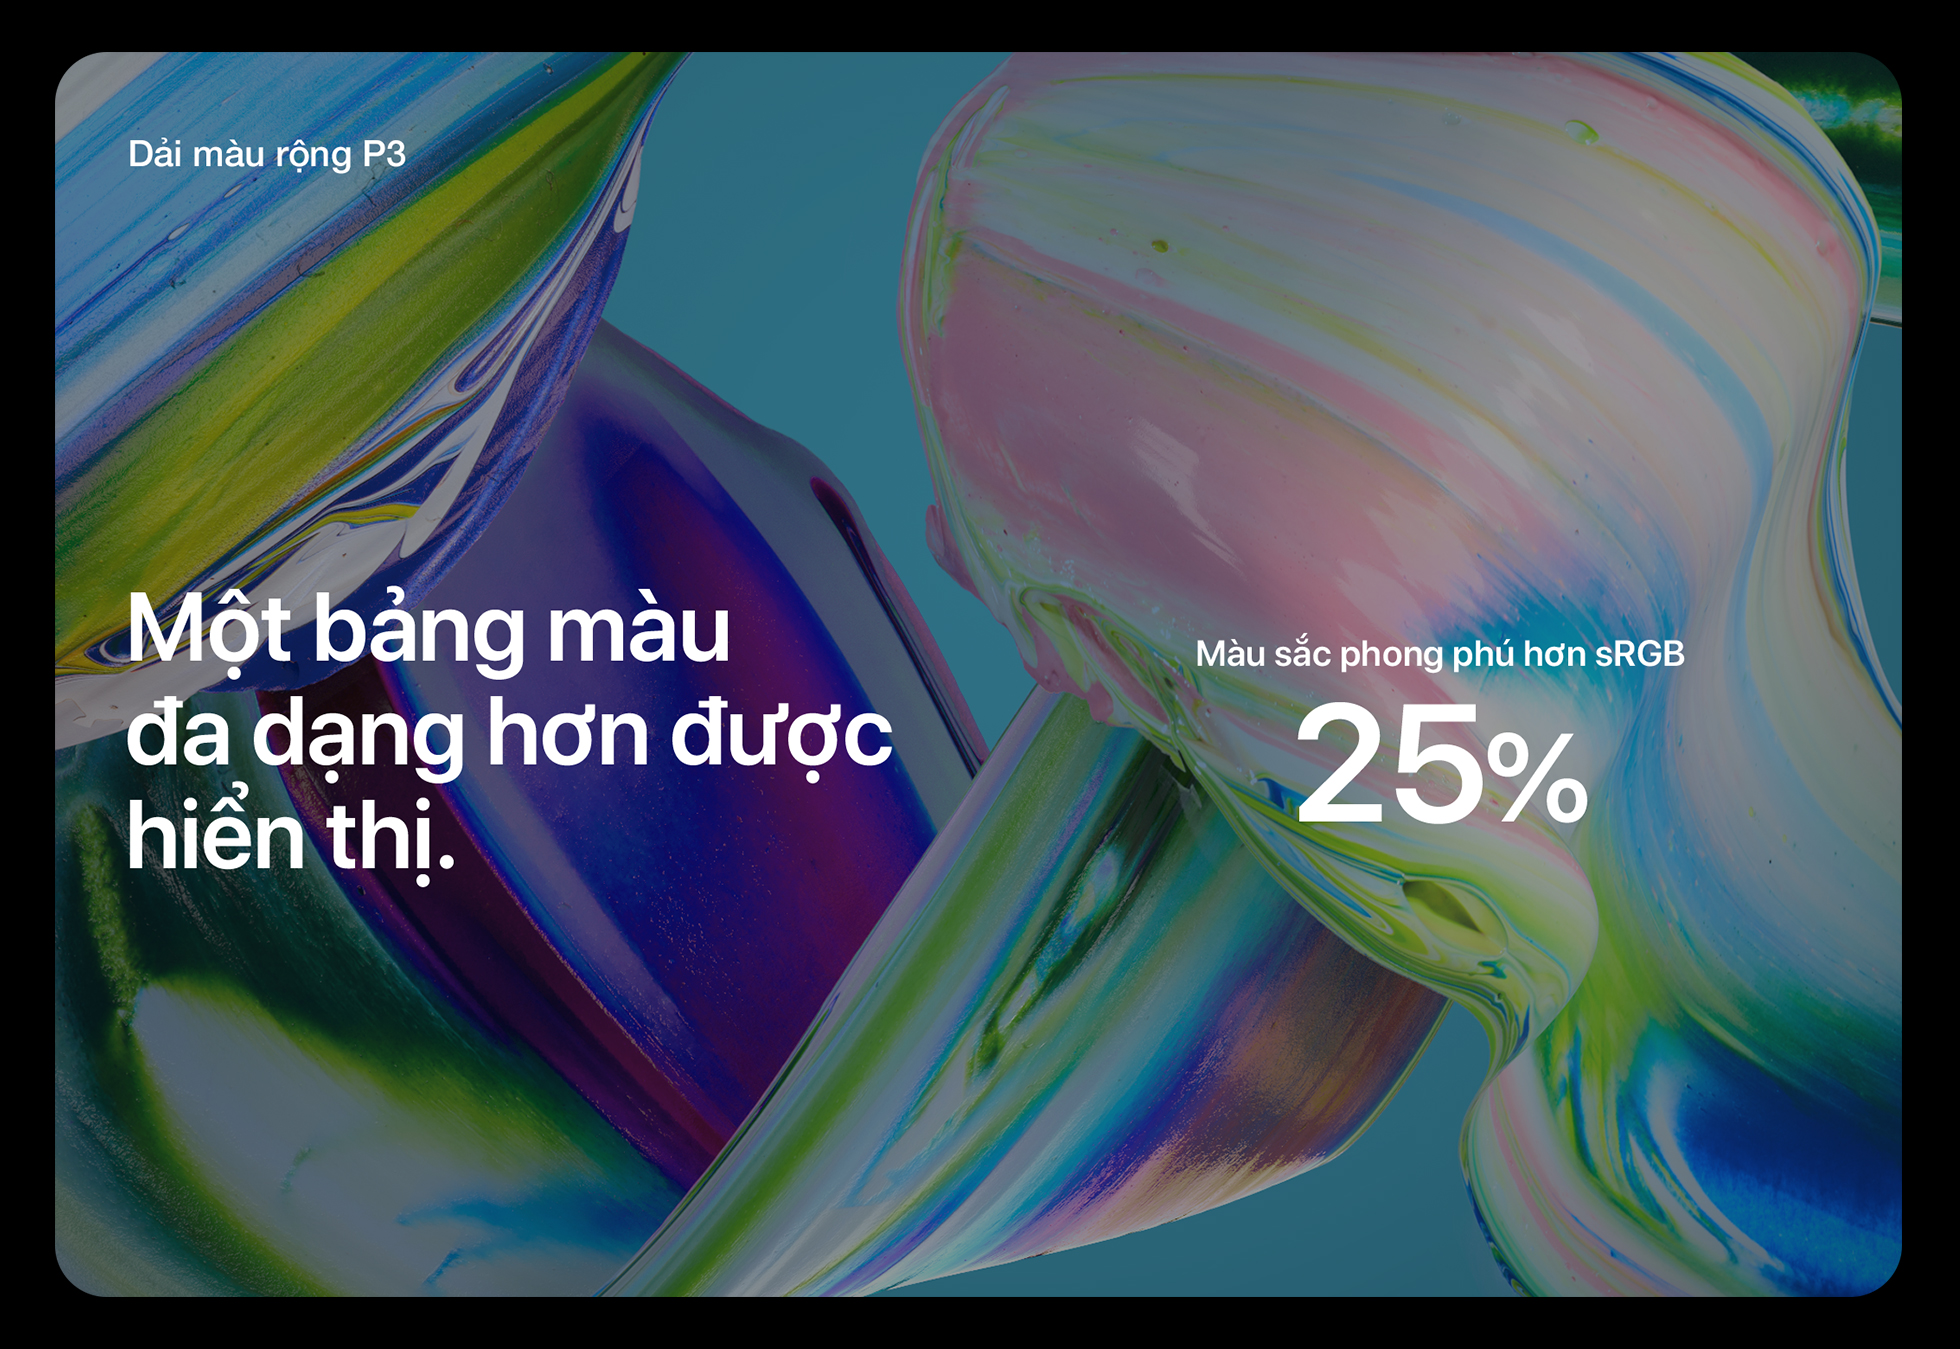 Dải màu rộng P3
Một bảng màu
đa dạng hơn được
hiển thị.
Màu sắc phong phú hơn sRGB
25%